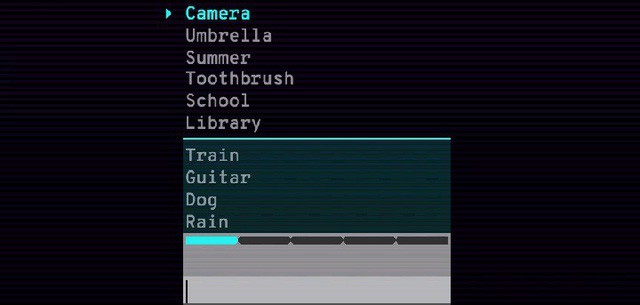 Camera
Umbrella
Summer
Toothbrush
School
Library
Train
Guitar
Dog
Rain